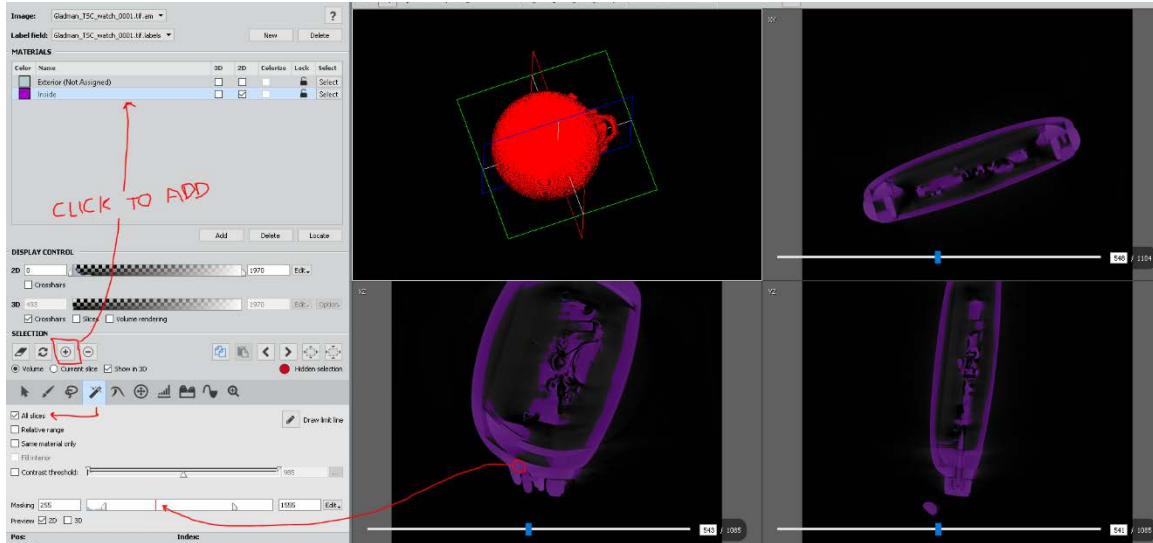 Image: Gladman_TSC_watch_0001.tif.am ?
Label field: Gladman_TSC_watch_0001.tif.labels New Delete
MATERIALS
Color Name 3D 2D Colorize Lock Select
Exterior (Not Assigned) Select
Inside Select
CLICK TO ADD
Add Delete Locate
DISPLAY CONTROL
2D 0 1970 Edit
Crosshairs
3D 493 1970 Edit Option
Crosshairs Slices Volume rendering
SELECTION
Volume Current slice Show in 3D Hidden selection
All slices Draw limit line
Relative range
Same material only
Fill interior
Contrast threshold: 985 ...
Masking 255 1555 Edit
Preview 2D 3D
Pos: Index:
XY
548 / 1104
XZ
543 / 1085
YZ
541 / 1085